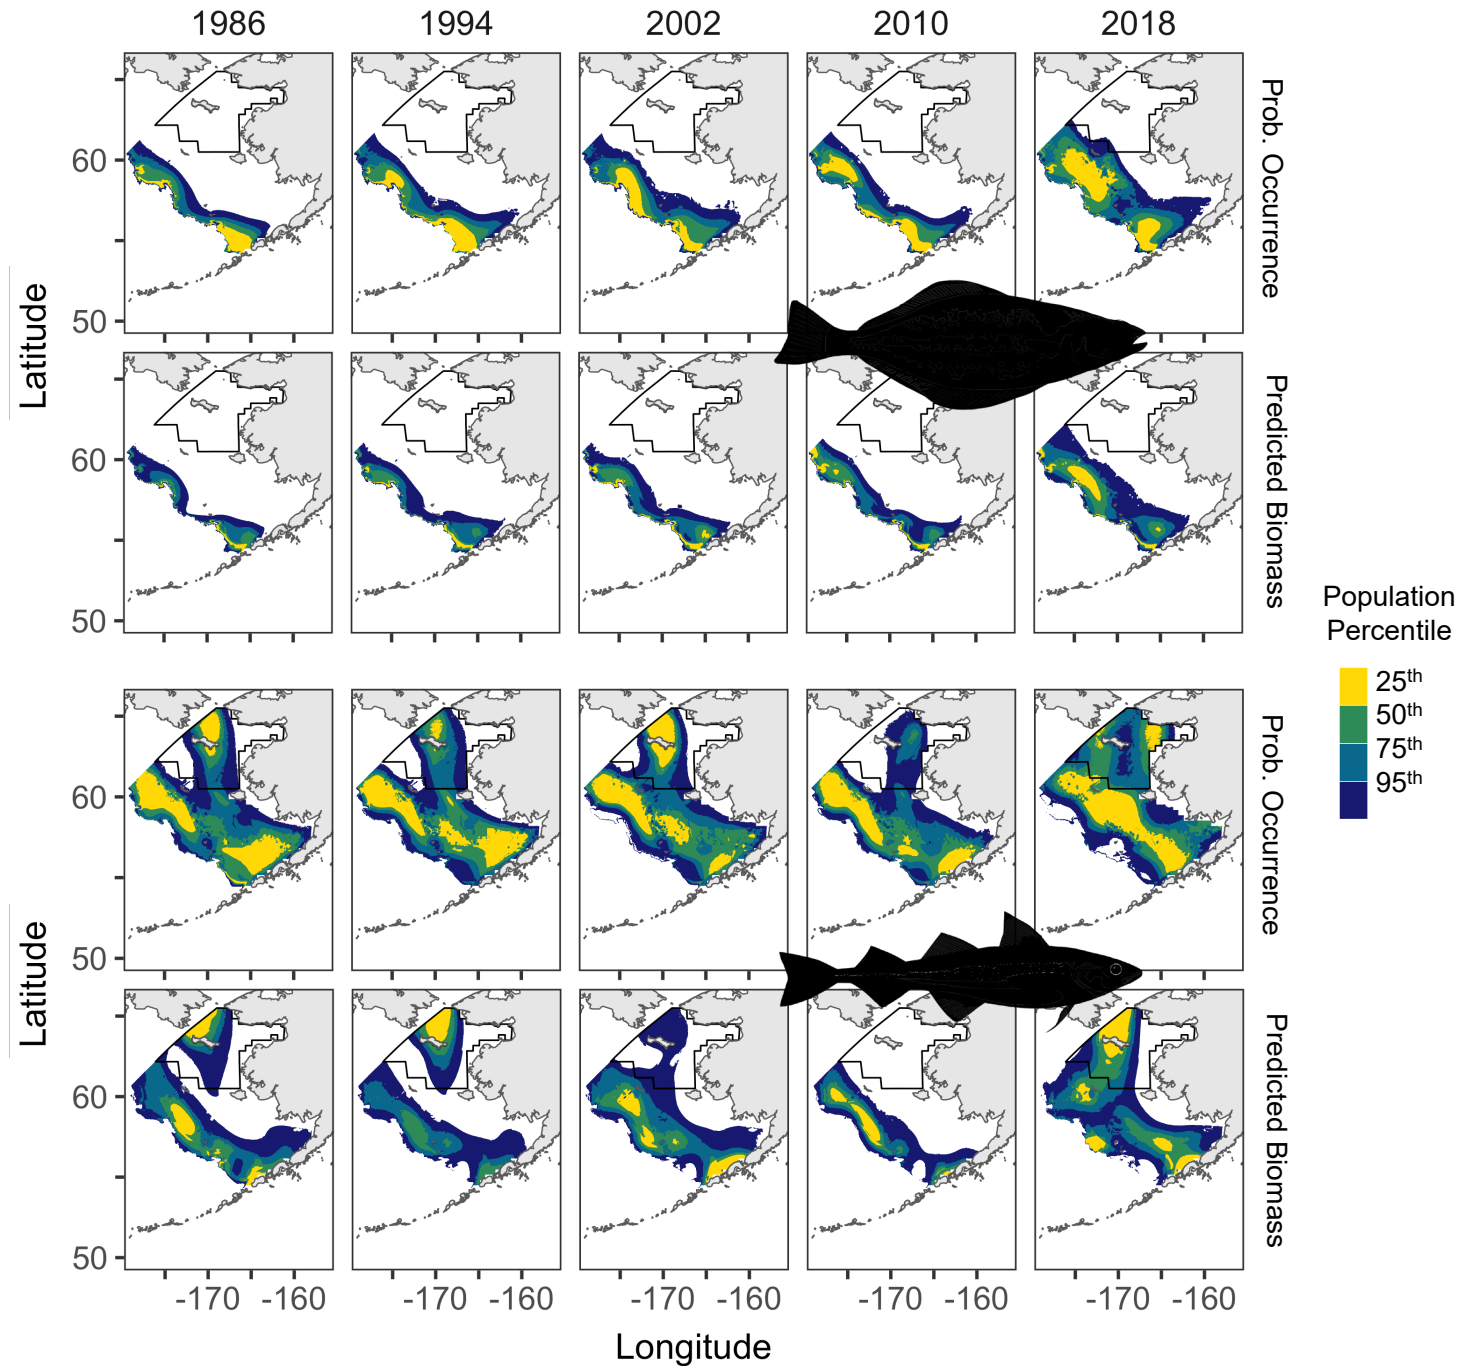 1986 1994 2002 2010 2018
Prob. Occurrence
60
50
Latitude
Predicted Biomass
60
50
Population
Percentile
25th
50th
75th
95th
Prob. Occurrence
60
50
Latitude
Predicted Biomass
60
50
-170 -160 -170 -160 -170 -160 -170 -160 -170 -160
Longitude